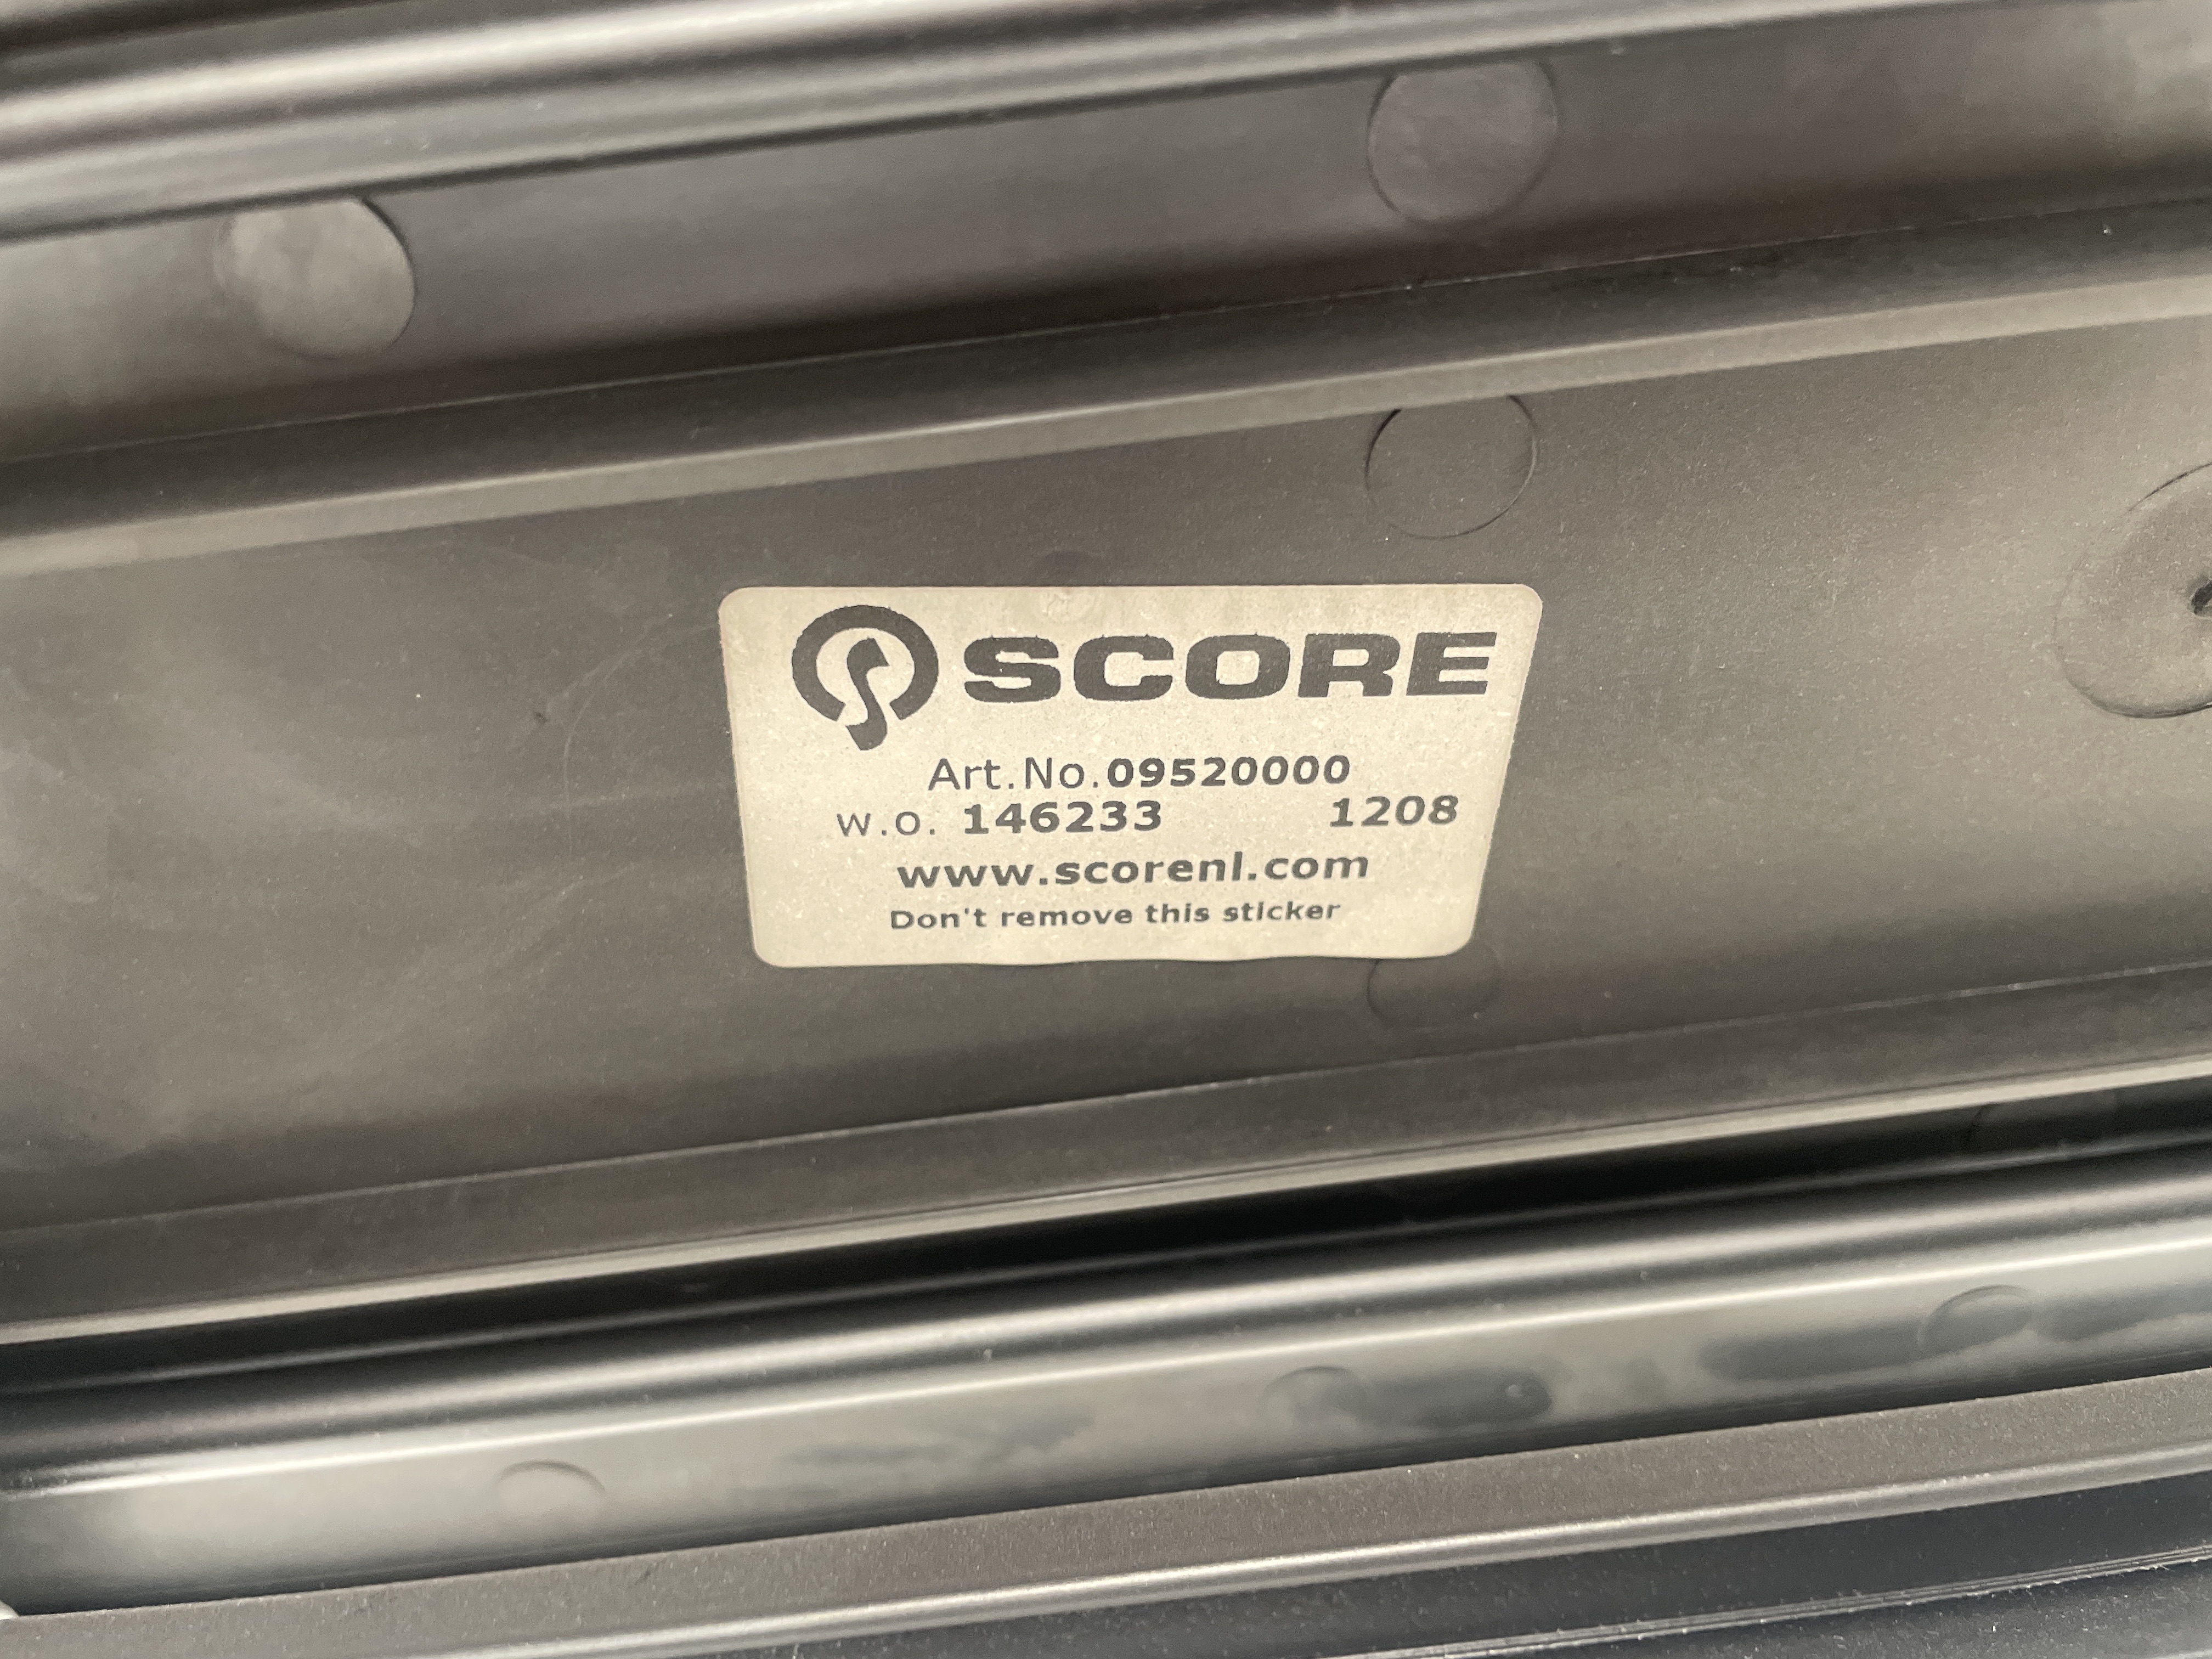 SCORE
Art.No.09520000
w.o. 146233 1208
www.scorenl.com
Don't remove this sticker